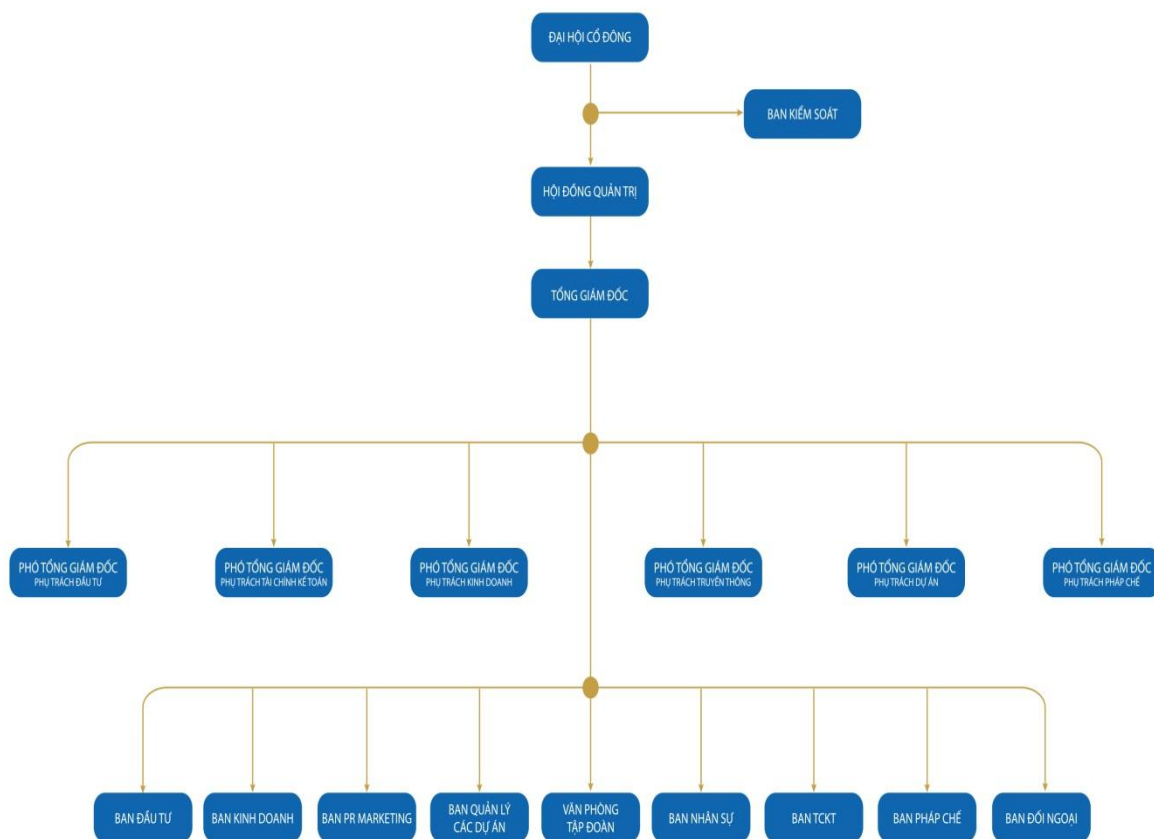 ĐẠI HỘI CỔ ĐÔNG
BAN KIỂM SOÁT
HỘI ĐỒNG QUẢN TRỊ
TỔNG GIÁM ĐỐC
PHÓ TỔNG GIÁM ĐỐC
PHỤ TRÁCH ĐẦU TƯ
PHÓ TỔNG GIÁM ĐỐC
PHỤ TRÁCH TÀI CHÍNH KẾ TOÁN
PHÓ TỔNG GIÁM ĐỐC
PHỤ TRÁCH KINH DOANH
PHÓ TỔNG GIÁM ĐỐC
PHỤ TRÁCH TRUYỀN THÔNG
PHÓ TỔNG GIÁM ĐỐC
PHỤ TRÁCH DỰ ÁN
PHÓ TỔNG GIÁM ĐỐC
PHỤ TRÁCH PHÁP CHẾ
BAN ĐẦU TƯ
BAN KINH DOANH
BAN PR MARKETING
BAN QUẢN LÝ
CÁC DỰ ÁN
VĂN PHÒNG
TẬP ĐOÀN
BAN NHÂN SỰ
BAN TCKT
BAN PHÁP CHẾ
BAN ĐỐI NGOẠI